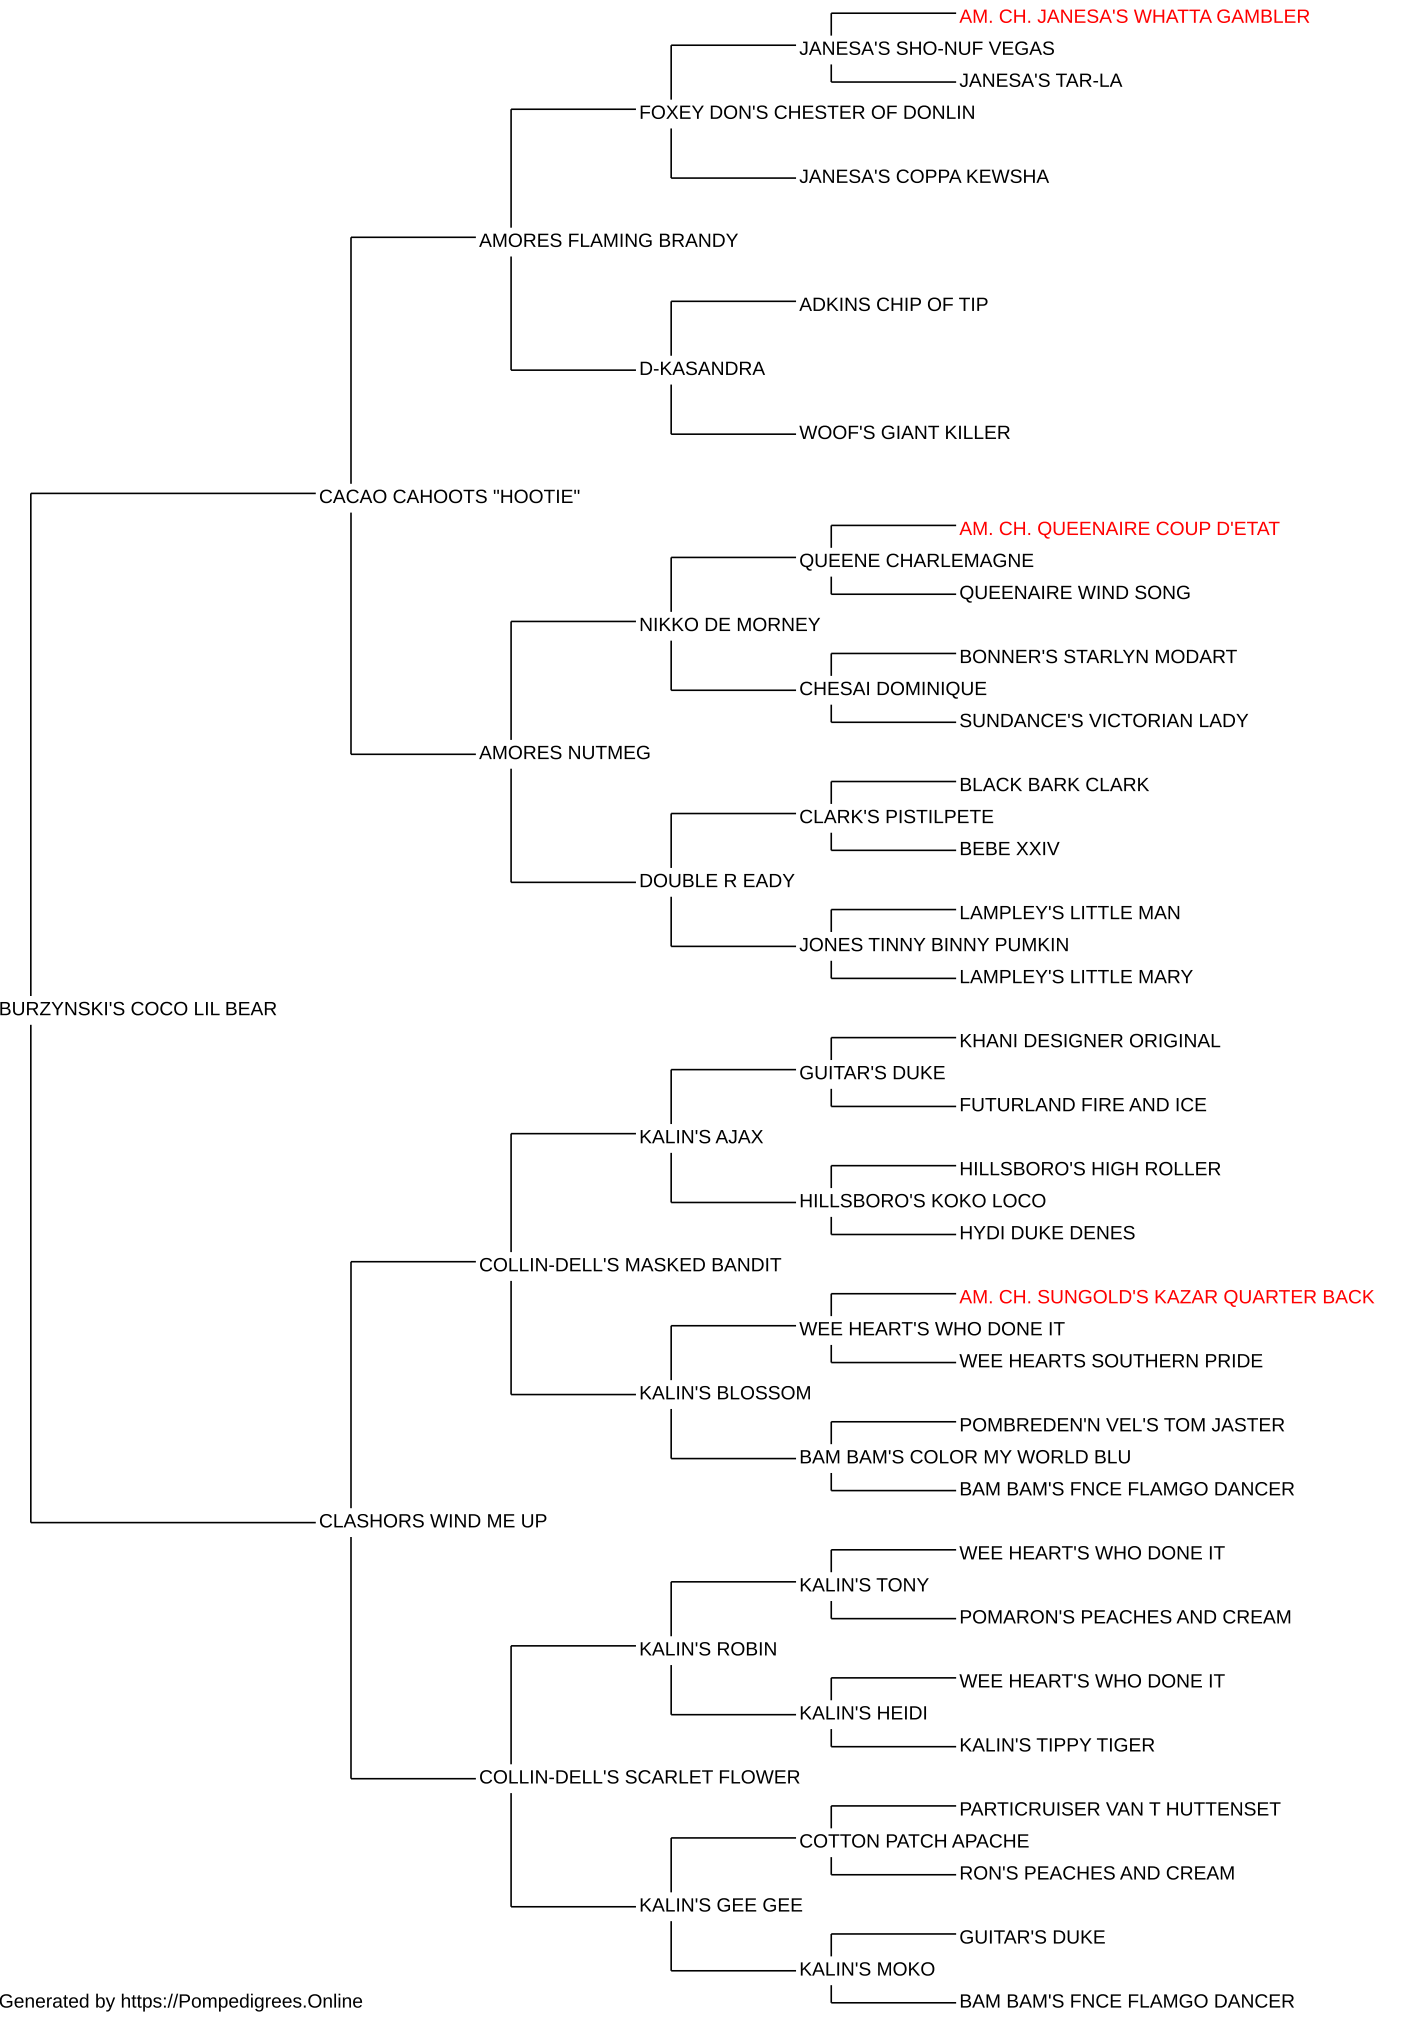 AM. CH. JANESA'S WHATTA GAMBLER
JANESA'S SHO-NUF VEGAS
JANESA'S TAR-LA
FOXEY DON'S CHESTER OF DONLIN
JANESA'S COPPA KEWSHA
AMORES FLAMING BRANDY
ADKINS CHIP OF TIP
D-KASANDRA
WOOF'S GIANT KILLER
CACAO CAHOOTS "HOOTIE"
AM. CH. QUEENAIRE COUP D'ETAT
QUEENE CHARLEMAGNE
QUEENAIRE WIND SONG
NIKKO DE MORNEY
BONNER'S STARLYN MODART
CHESAI DOMINIQUE
SUNDANCE'S VICTORIAN LADY
AMORES NUTMEG
BLACK BARK CLARK
CLARK'S PISTILPETE
BEBE XXIV
DOUBLE R EADY
LAMPLEY'S LITTLE MAN
JONES TINNY BINNY PUMKIN
LAMPLEY'S LITTLE MARY
BURZYNSKI'S COCO LIL BEAR
KHANI DESIGNER ORIGINAL
GUITAR'S DUKE
FUTURLAND FIRE AND ICE
KALIN'S AJAX
HILLSBORO'S HIGH ROLLER
HILLSBORO'S KOKO LOCO
HYDI DUKE DENES
COLLIN-DELL'S MASKED BANDIT
AM. CH. SUNGOLD'S KAZAR QUARTER BACK
WEE HEART'S WHO DONE IT
WEE HEARTS SOUTHERN PRIDE
KALIN'S BLOSSOM
POMBREDEN'N VEL'S TOM JASTER
BAM BAM'S COLOR MY WORLD BLU
BAM BAM'S FNCE FLAMGO DANCER
CLASHORS WIND ME UP
WEE HEART'S WHO DONE IT
KALIN'S TONY
POMARON'S PEACHES AND CREAM
KALIN'S ROBIN
WEE HEART'S WHO DONE IT
KALIN'S HEIDI
KALIN'S TIPPY TIGER
COLLIN-DELL'S SCARLET FLOWER
PARTICRUISER VAN T HUTTENSET
COTTON PATCH APACHE
RON'S PEACHES AND CREAM
KALIN'S GEE GEE
GUITAR'S DUKE
KALIN'S MOKO
BAM BAM'S FNCE FLAMGO DANCER
Generated by https://Pompedigrees.Online